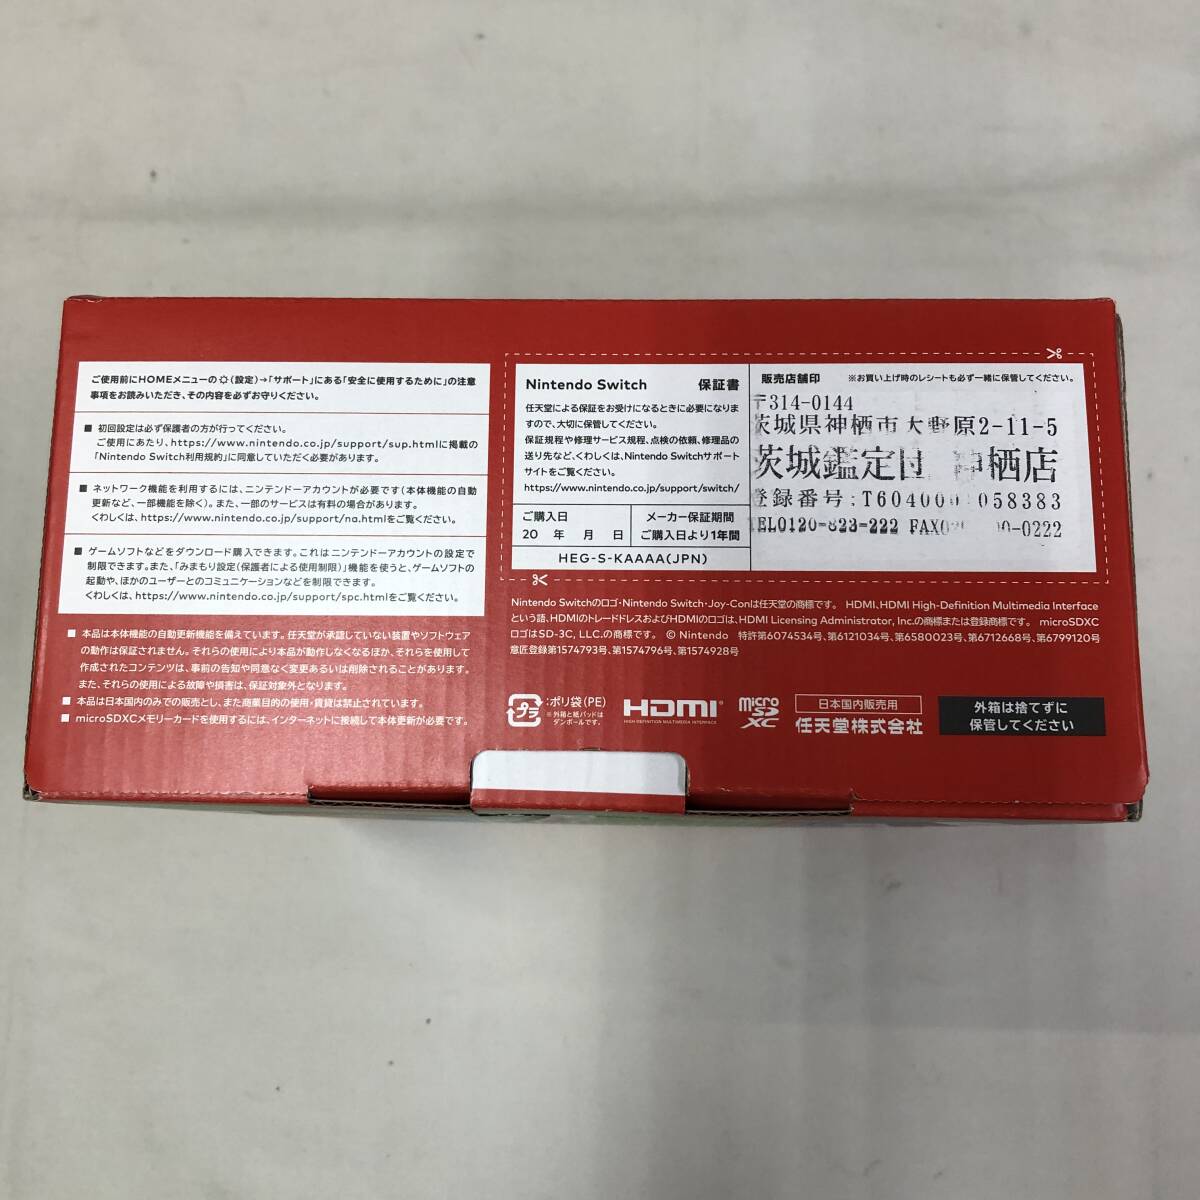 ご使用前にHOMEメニューの(設定)→「サポート」にある「安全に使用するために」の注意
事項をお読みいただき、その内容を必ずお守りください。
■ 初回設定は必ず保護者の方が行ってください。
ご使用にあたり、https://www.nintendo.co.jp/support/sup.htmlに掲載の
「Nintendo Switch利用規約」に同意していただく必要があります。
■ ネットワーク機能を利用するには、ニンテンドーアカウントが必要です(本体機能の自動
更新など、一部機能を除く)。また、一部のサービスは有料の場合があります。
くわしくは、https://www.nintendo.co.jp/support/na.htmlをご覧ください。
■ ゲームソフトなどをダウンロード購入できます。これはニンテンドーアカウントの設定で
制限できます。また、「みまもり設定(保護者による使用制限)」機能を使うと、ゲームソフトの
起動や、ほかのユーザーとのコミュニケーションなどを制限できます。
くわしくは、https://www.nintendo.co.jp/support/spc.htmlをご覧ください。
■ 本品は本体機能の自動更新機能を備えています。任天堂が承認していない装置やソフトウェア
の動作は保証されません。それらの使用により本品が動作しなくなるほか、それらを使用して
作成されたコンテンツは、事前の告知や同意なく変更あるいは削除されることがあります。
また、それらの使用による故障や損害は、保証対象外となります。
■ 本品は日本国内のみでの販売とし、また商業目的の使用・賃貸は禁止されています。
■ microSDXCメモリーカードを使用するには、インターネットに接続して本体更新が必要です。
Nintendo Switch 保証書
任天堂による保証をお受けになるときに必要になりま
すので、大切に保管してください。
保証規程や修理サービス規程、点検の依頼、修理品の
送り先など、くわしくは、Nintendo Switchサポート
サイトをご覧ください。
https://www.nintendo.co.jp/support/switch/
ご購入日 メーカー保証期間
20 年 月 日 ご購入日より1年間
HEG-S-KAAAA(JPN)
販売店舗印 ※お買い上げ時のレシートも必ず一緒に保管してください。
〒314-0144
茨城県神栖市大野原2-11-5
茨城鑑定団 神栖店
登録番号:T604000 058383
TEL0120-823-222 FAX0 0-0222
Nintendo Switchのロゴ・Nintendo Switch・Joy-Conは任天堂の商標です。 HDMI、HDMI High-Definition Multimedia Interface
という語、HDMIのトレードドレスおよびHDMIのロゴは、HDMI Licensing Administrator, Inc.の商標または登録商標です。 microSDXC
ロゴはSD-3C, LLC.の商標です。 © Nintendo 特許第6074534号、第6121034号、第6580023号、第6712668号、第6799120号
意匠登録第1574793号、第1574796号、第1574928号
プラ :ポリ袋(PE)
※ 外箱と紙パッドは
ダンボールです。
HDMI
HIGH-DEFINITION MULTIMEDIA INTERFACE
micro SD XC
日本国内販売用
任天堂株式会社
外箱は捨てずに
保管してください